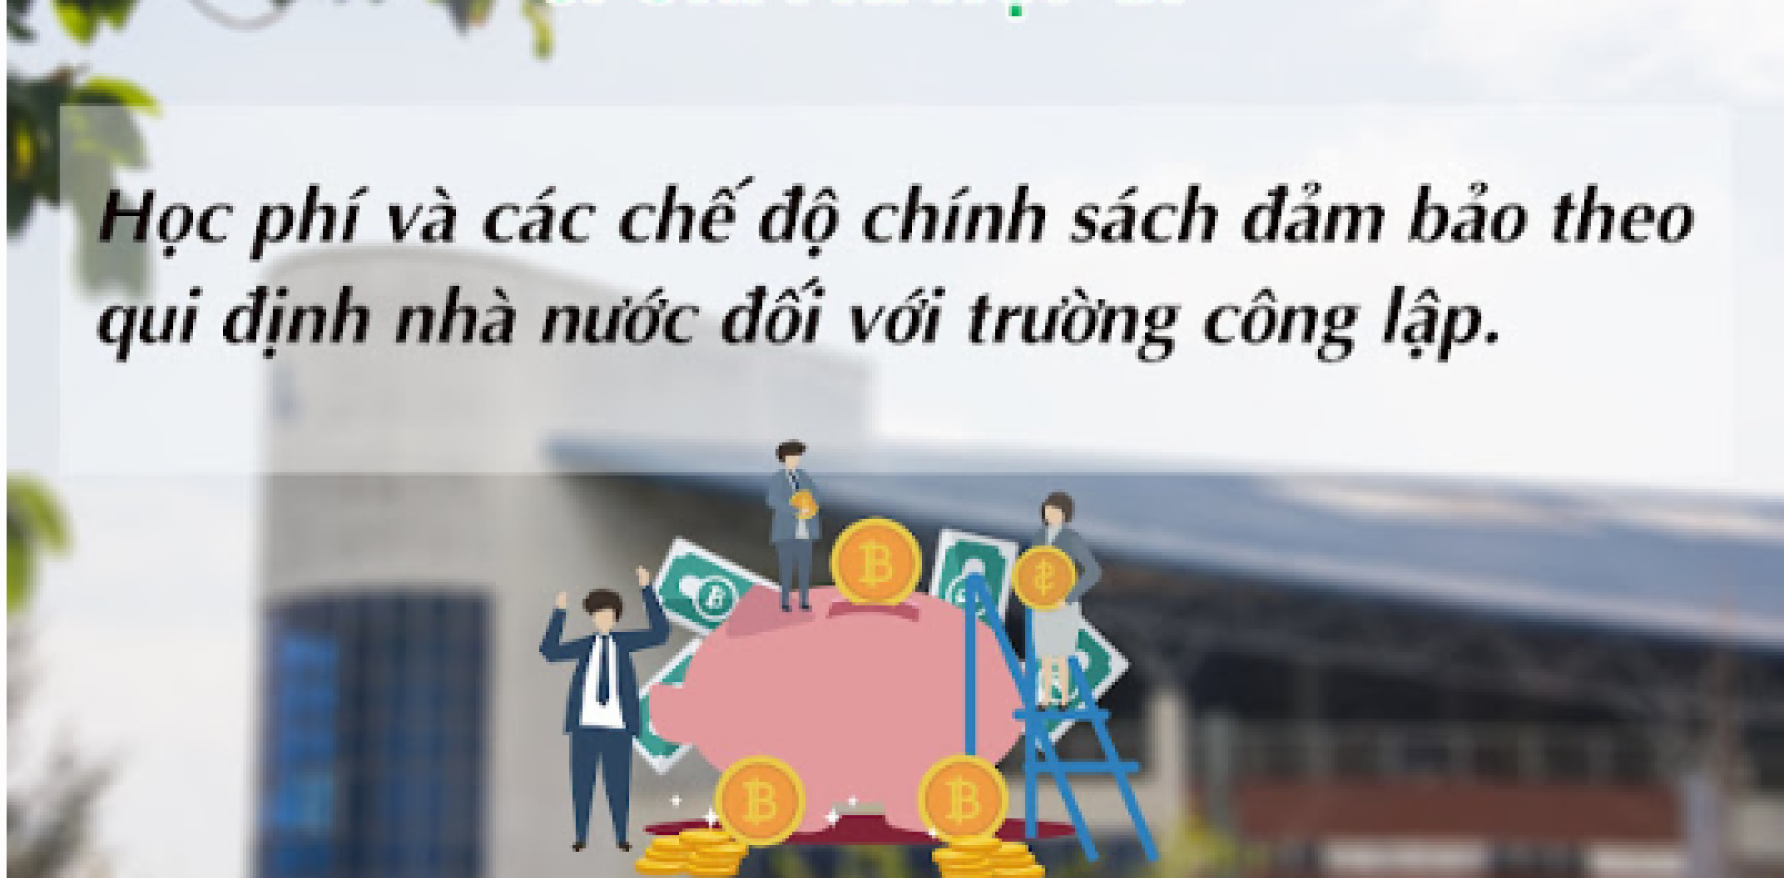 Học phí và các chế độ chính sách đảm bảo theo
qui định nhà nước đối với trường công lập.